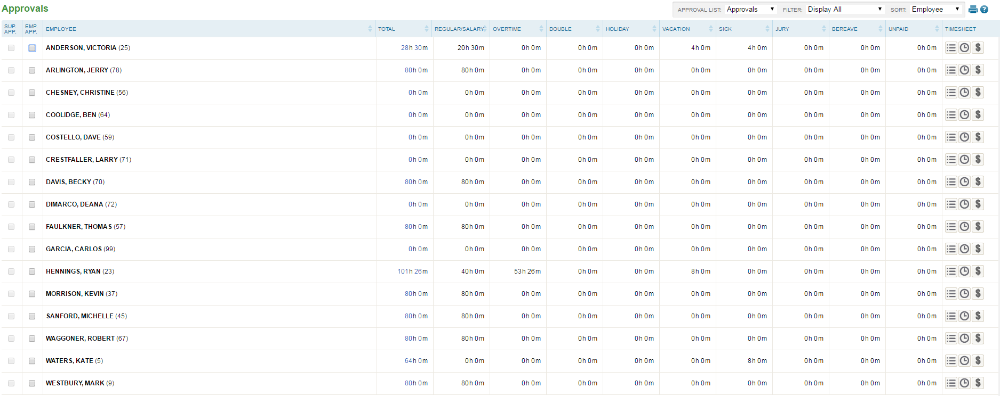 Approvals APPROVAL LIST: Approvals FILTER: Display All SORT: Employee ?
SUP. APP. EMP. APP. EMPLOYEE TOTAL REGULAR/SALARY OVERTIME DOUBLE HOLIDAY VACATION SICK JURY BEREAVE UNPAID TIMESHEET
ANDERSON, VICTORIA (25) 28h 30m 20h 30m 0h 0m 0h 0m 0h 0m 4h 0m 4h 0m 0h 0m 0h 0m 0h 0m $
ARLINGTON, JERRY (78) 80h 0m 80h 0m 0h 0m 0h 0m 0h 0m 0h 0m 0h 0m 0h 0m 0h 0m 0h 0m $
CHESNEY, CHRISTINE (56) 0h 0m 0h 0m 0h 0m 0h 0m 0h 0m 0h 0m 0h 0m 0h 0m 0h 0m 0h 0m $
COOLIDGE, BEN (64) 0h 0m 0h 0m 0h 0m 0h 0m 0h 0m 0h 0m 0h 0m 0h 0m 0h 0m 0h 0m $
COSTELLO, DAVE (59) 0h 0m 0h 0m 0h 0m 0h 0m 0h 0m 0h 0m 0h 0m 0h 0m 0h 0m 0h 0m $
CRESTFALLER, LARRY (71) 0h 0m 0h 0m 0h 0m 0h 0m 0h 0m 0h 0m 0h 0m 0h 0m 0h 0m 0h 0m $
DAVIS, BECKY (70) 80h 0m 80h 0m 0h 0m 0h 0m 0h 0m 0h 0m 0h 0m 0h 0m 0h 0m 0h 0m $
DIMARCO, DEANA (72) 0h 0m 0h 0m 0h 0m 0h 0m 0h 0m 0h 0m 0h 0m 0h 0m 0h 0m 0h 0m $
FAULKNER, THOMAS (57) 80h 0m 80h 0m 0h 0m 0h 0m 0h 0m 0h 0m 0h 0m 0h 0m 0h 0m 0h 0m $
GARCIA, CARLOS (99) 0h 0m 0h 0m 0h 0m 0h 0m 0h 0m 0h 0m 0h 0m 0h 0m 0h 0m 0h 0m $
HENNINGS, RYAN (23) 101h 26m 40h 0m 53h 26m 0h 0m 0h 0m 8h 0m 0h 0m 0h 0m 0h 0m 0h 0m $
MORRISON, KEVIN (37) 80h 0m 80h 0m 0h 0m 0h 0m 0h 0m 0h 0m 0h 0m 0h 0m 0h 0m 0h 0m $
SANFORD, MICHELLE (45) 80h 0m 80h 0m 0h 0m 0h 0m 0h 0m 0h 0m 0h 0m 0h 0m 0h 0m 0h 0m $
WAGGONER, ROBERT (67) 80h 0m 80h 0m 0h 0m 0h 0m 0h 0m 0h 0m 0h 0m 0h 0m 0h 0m 0h 0m $
WATERS, KATE (5) 64h 0m 0h 0m 0h 0m 0h 0m 0h 0m 0h 0m 8h 0m 0h 0m 0h 0m 0h 0m $
WESTBURY, MARK (9) 80h 0m 80h 0m 0h 0m 0h 0m 0h 0m 0h 0m 0h 0m 0h 0m 0h 0m 0h 0m $